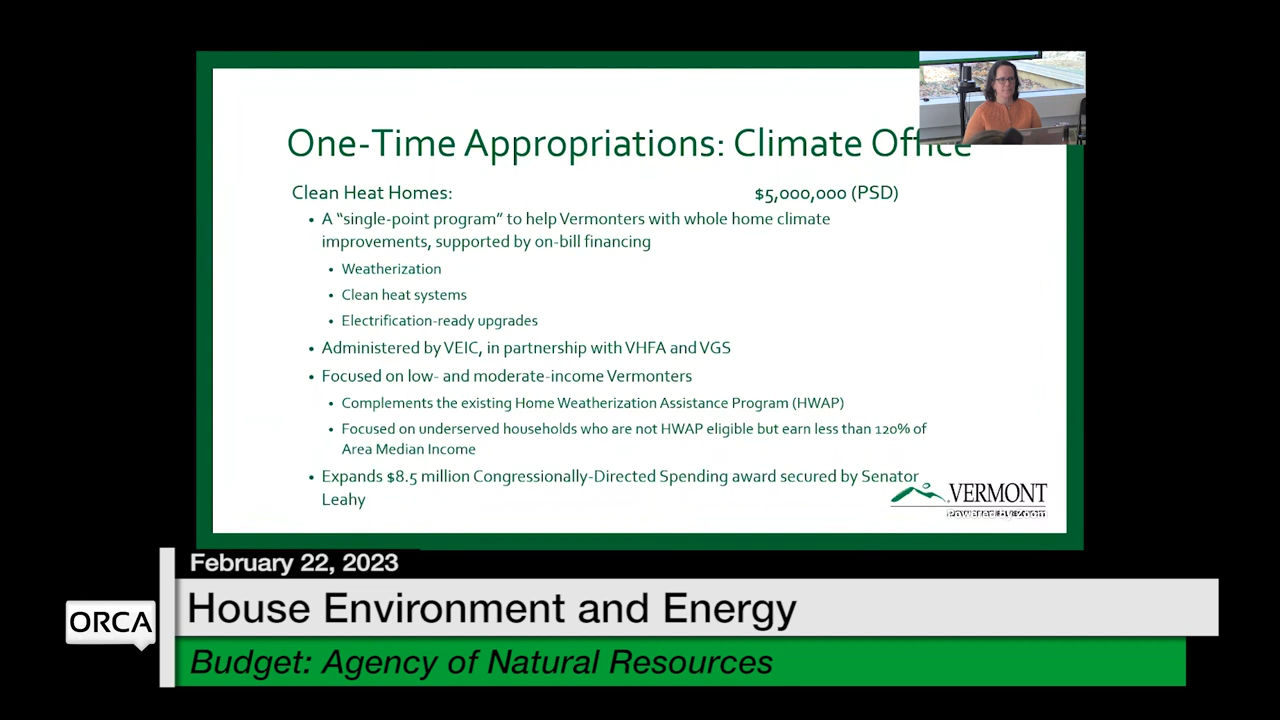 One-Time Appropriations: Climate Office
Clean Heat Homes: $5,000,000 (PSD)
• A “single-point program” to help Vermonters with whole home climate
improvements, supported by on-bill financing
• Weatherization
• Clean heat systems
• Electrification-ready upgrades
• Administered by VEIC, in partnership with VHFA and VGS
• Focused on low- and moderate-income Vermonters
• Complements the existing Home Weatherization Assistance Program (HWAP)
• Focused on underserved households who are not HWAP eligible but earn less than 120% of
Area Median Income
• Expands $8.5 million Congressionally-Directed Spending award secured by Senator
Leahy
VERMONT
Powered by Zoom
February 22, 2023
ORCA
House Environment and Energy
Budget: Agency of Natural Resources